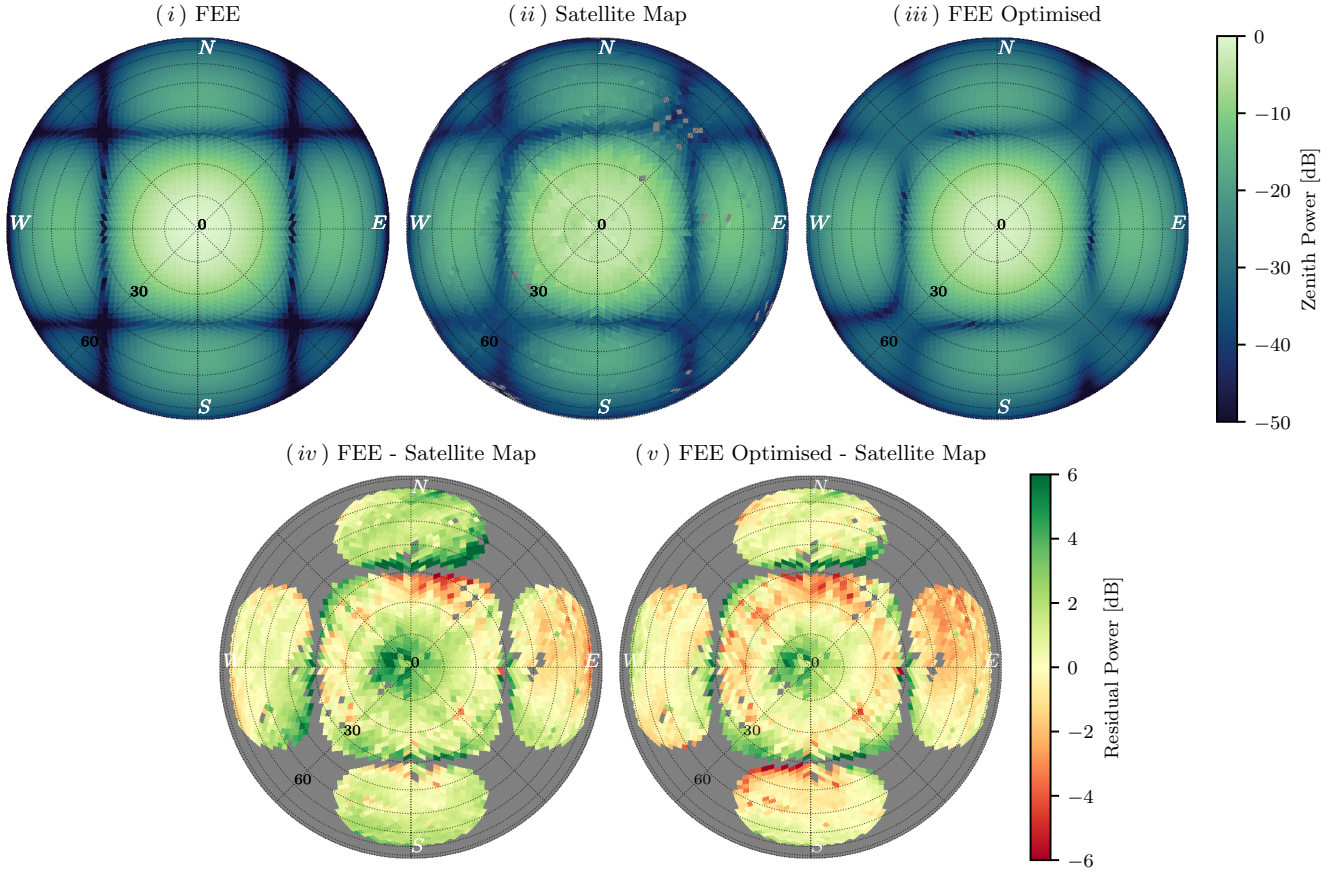 (i) FEE
(ii) Satellite Map
(iii) FEE Optimised
N
N
N
W
0
E
W
0
E
W
0
E
30
30
30
60
60
60
S
S
S
0
−10
−20
−30
−40
−50
Zenith Power [dB]
(iv) FEE - Satellite Map
(v) FEE Optimised - Satellite Map
N
N
W
0
E
W
0
E
30
30
60
60
S
S
6
4
2
0
−2
−4
−6
Residual Power [dB]